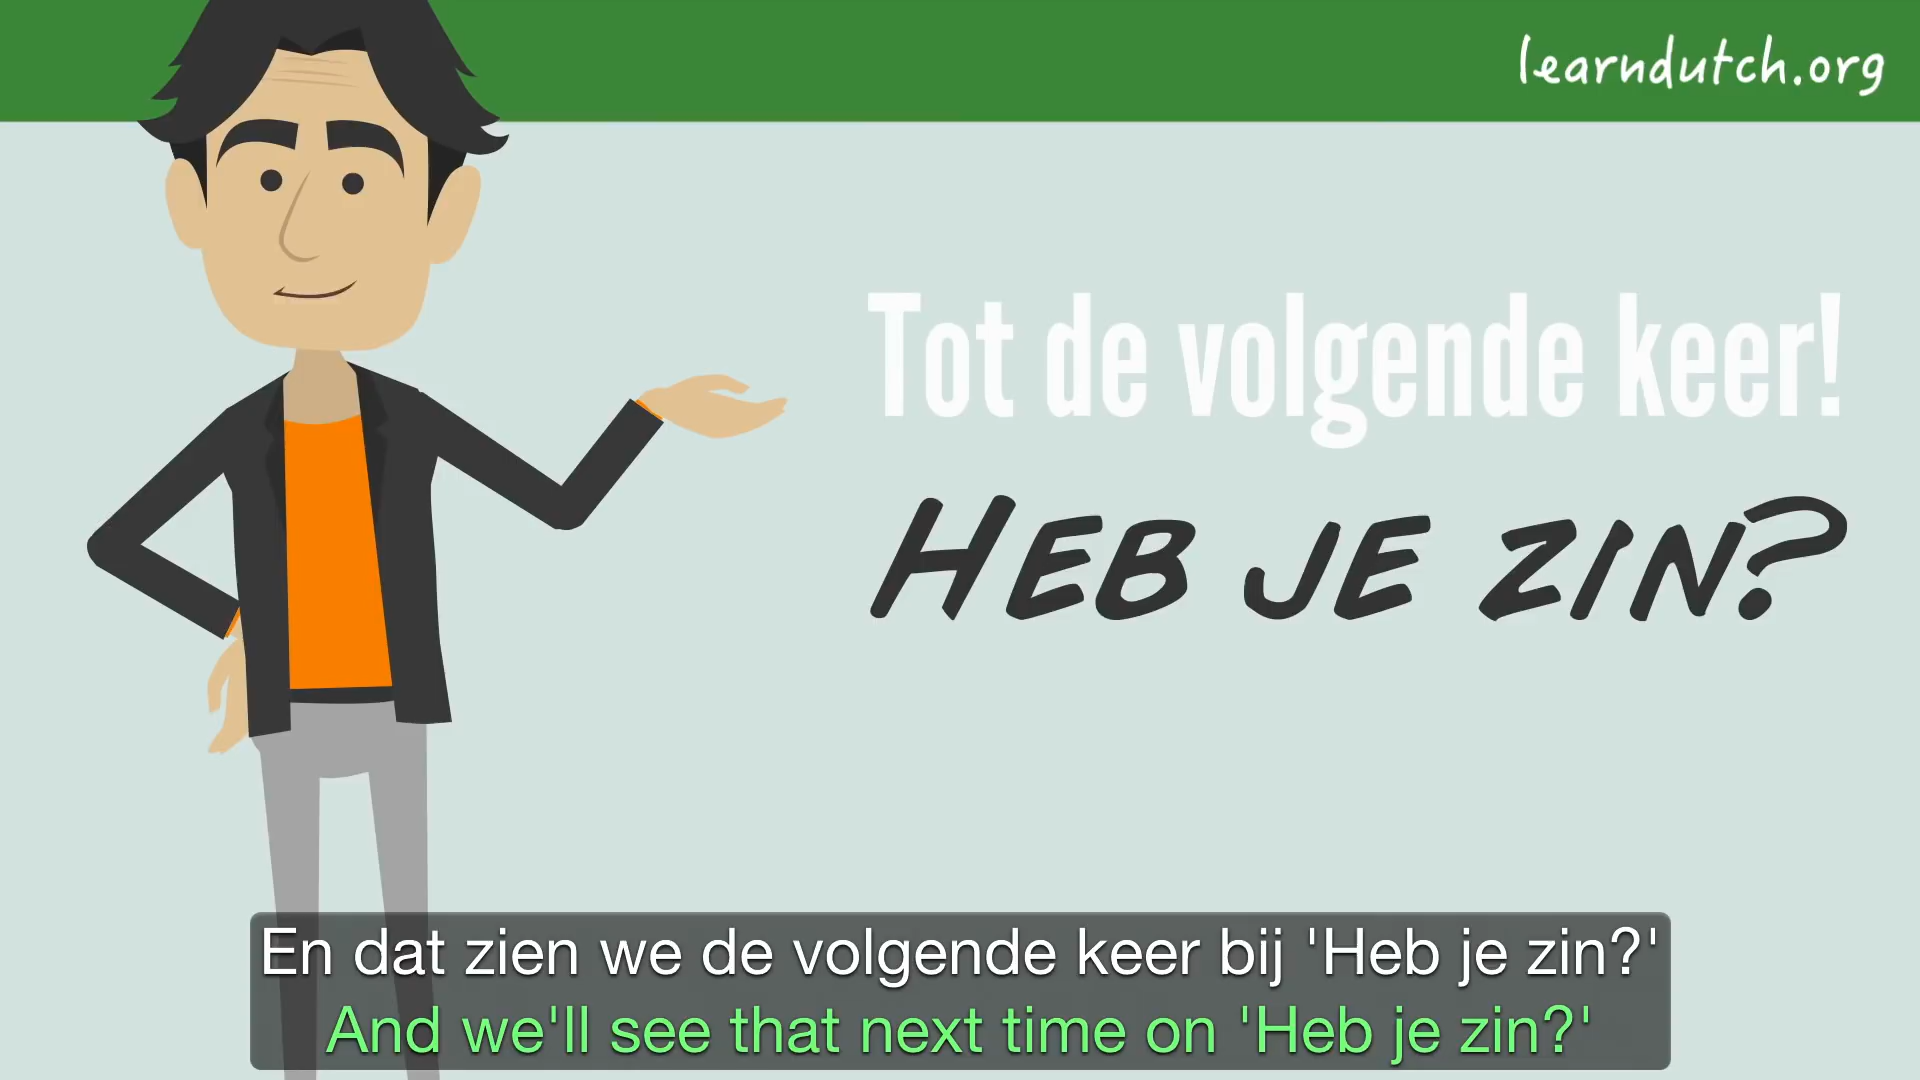 learndutch.org
Tot de volgende keer!
HEB JE ZIN?
En dat zien we de volgende keer bij 'Heb je zin?'
And we'll see that next time on 'Heb je zin?'